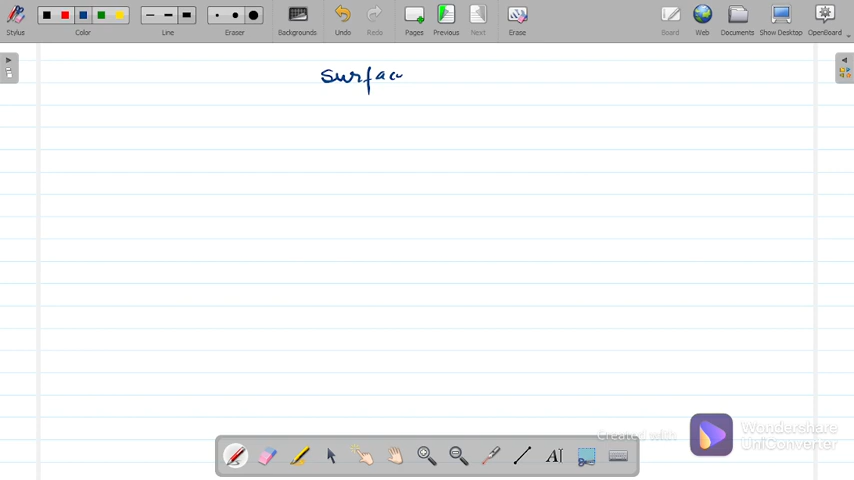 Stylus Color Line Eraser Backgrounds Undo Redo Pages Previous Next Erase Board Web Documents Show Desktop OpenBoard
Surfac
Created with Wondershare UniConverter